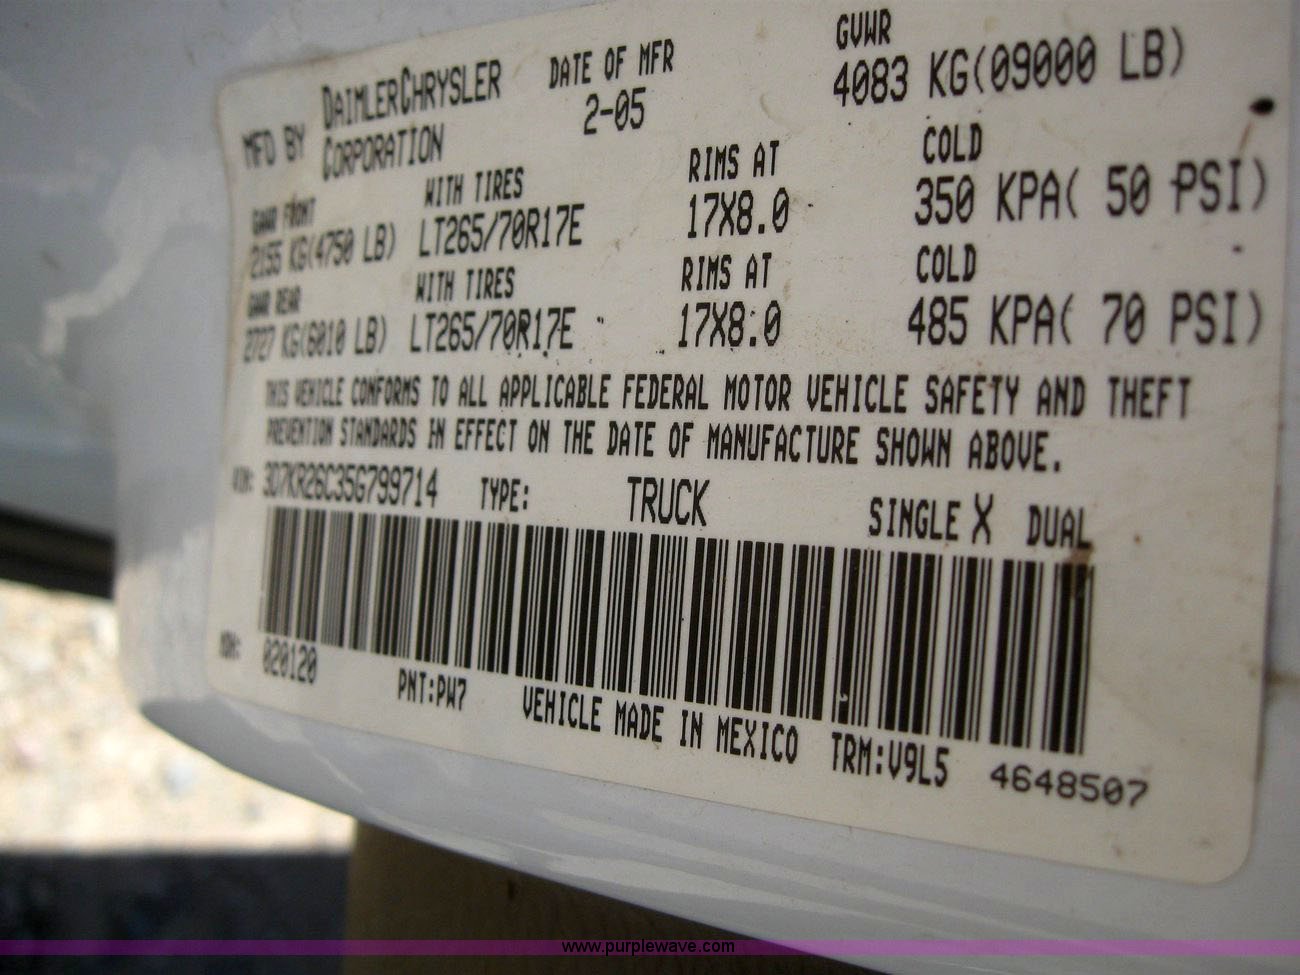 MFD BY DAIMLERCHRYSLER CORPORATION DATE OF MFR 2-05 GVWR 4083 KG(09000 LB)
GAWR FRONT WITH TIRES RIMS AT COLD
2155 KG(4750 LB) LT265/70R17E 17X8.0 350 KPA( 50 PSI)
GAWR REAR WITH TIRES RIMS AT COLD
2727 KG(6010 LB) LT265/70R17E 17X8.0 485 KPA( 70 PSI)
THIS VEHICLE CONFORMS TO ALL APPLICABLE FEDERAL MOTOR VEHICLE SAFETY AND THEFT
PREVENTION STANDARDS IN EFFECT ON THE DATE OF MANUFACTURE SHOWN ABOVE.
VIN: 3D7KR26C35G799714 TYPE: TRUCK SINGLE X DUAL
MDH: 020120 PNT:PW7 VEHICLE MADE IN MEXICO TRM:V9L5 4648507
www.purplewave.com